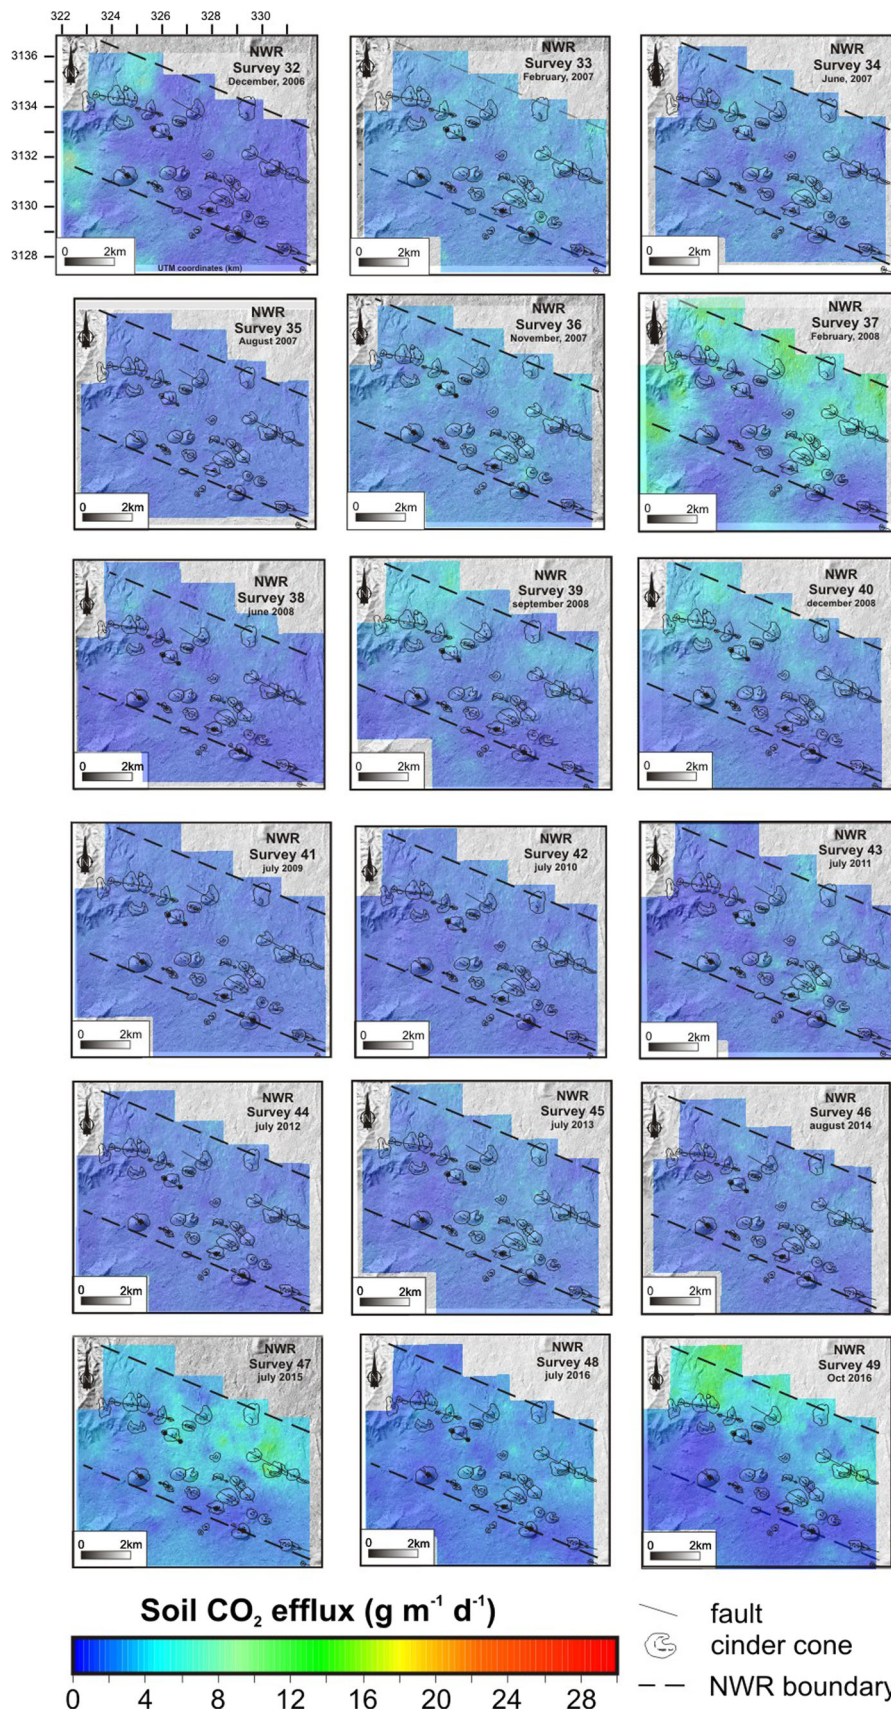 322 324 326 328 330
3136
3134
3132
3130
3128
NWR
Survey 32
December, 2006
N
0 2km
UTM coordinates (km)
NWR
Survey 33
February, 2007
N
0 2km
NWR
Survey 34
June, 2007
N
0 2km
NWR
Survey 35
August 2007
N
0 2km
NWR
Survey 36
November, 2007
N
0 2km
NWR
Survey 37
February, 2008
N
0 2km
NWR
Survey 38
june 2008
N
0 2km
NWR
Survey 39
september 2008
N
0 2km
NWR
Survey 40
december 2008
N
0 2km
NWR
Survey 41
july 2009
N
0 2km
NWR
Survey 42
july 2010
N
0 2km
NWR
Survey 43
july 2011
N
0 2km
NWR
Survey 44
july 2012
N
0 2km
NWR
Survey 45
july 2013
N
0 2km
NWR
Survey 46
august 2014
N
0 2km
NWR
Survey 47
july 2015
N
0 2km
NWR
Survey 48
july 2016
N
0 2km
NWR
Survey 49
Oct 2016
N
0 2km
Soil CO₂ efflux (g m⁻¹ d⁻¹)
0 4 8 12 16 20 24 28
fault
cinder cone
NWR boundary